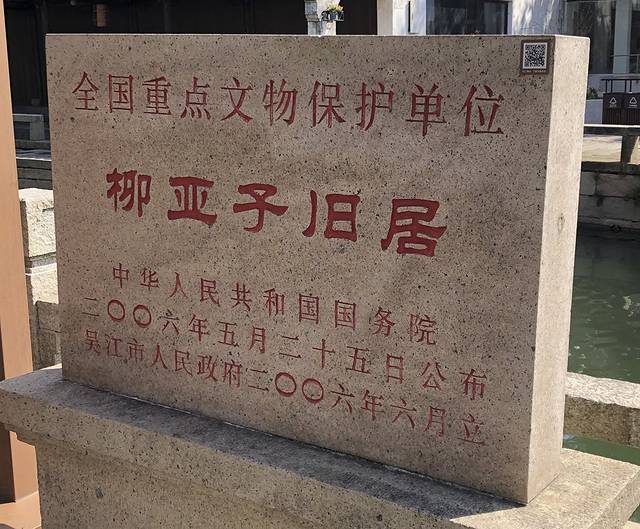 全国重点文物保护单位
柳亚子旧居
中华人民共和国国务院
二〇〇六年五月二十五日公布
吴江市人民政府二〇〇六年六月立